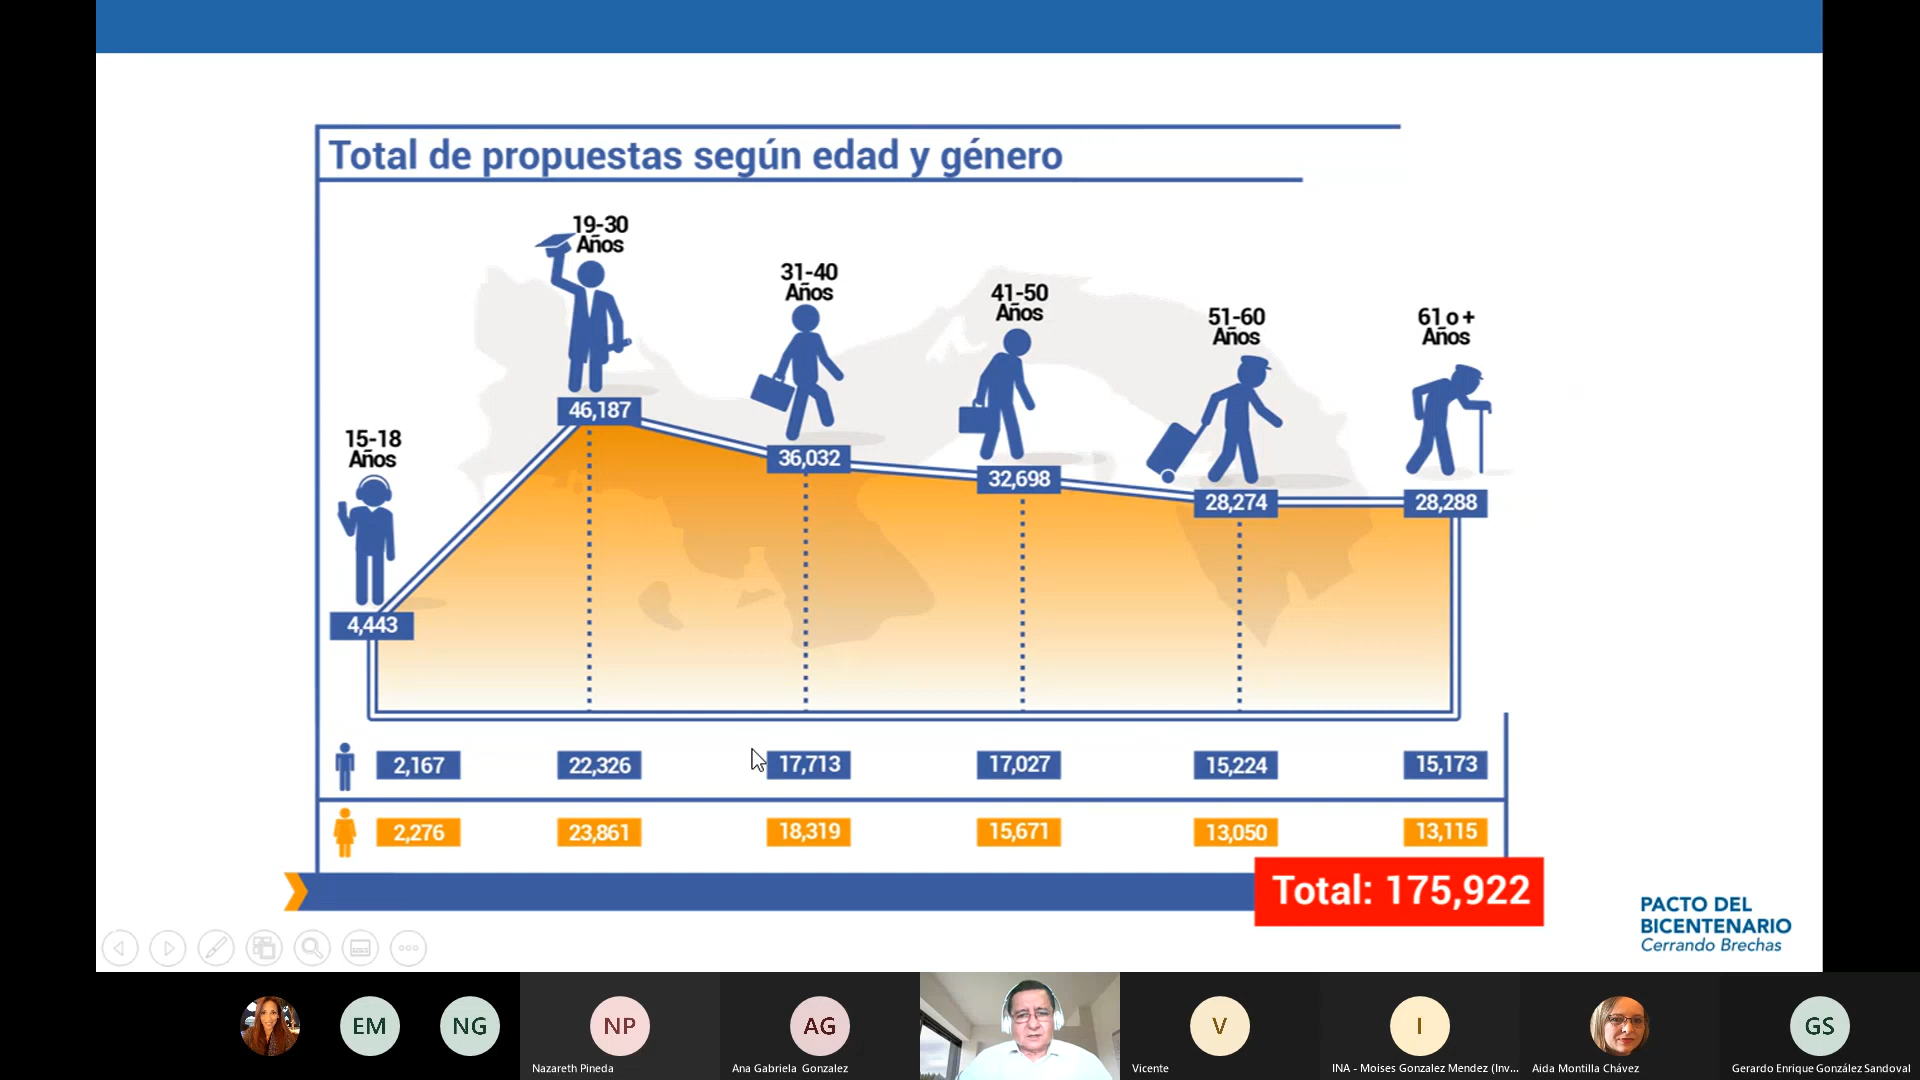 Total de propuestas según edad y género
19-30
Años
31-40
Años
41-50
Años
51-60
Años
61 o +
Años
15-18
Años
46,187
36,032
32,698
28,274
28,288
4,443
2,167 22,326 17,713 17,027 15,224 15,173
2,276 23,861 18,319 15,671 13,050 13,115
Total: 175,922
PACTO DEL
BICENTENARIO
Cerrando Brechas
EM NG NP AG V I GS
Nazareth Pineda Ana Gabriela Gonzalez Vicente INA - Moises Gonzalez Mendez (Inv... Aida Montilla Chávez Gerardo Enrique González Sandoval